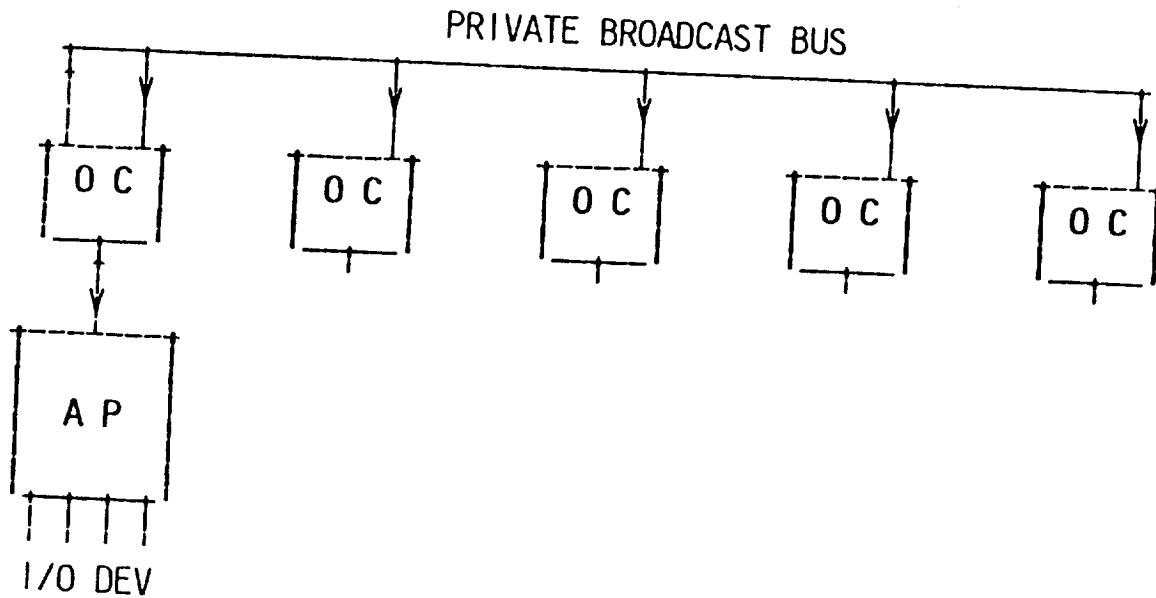 PRIVATE BROADCAST BUS
O C
O C
O C
O C
O C
A P
I/O DEV